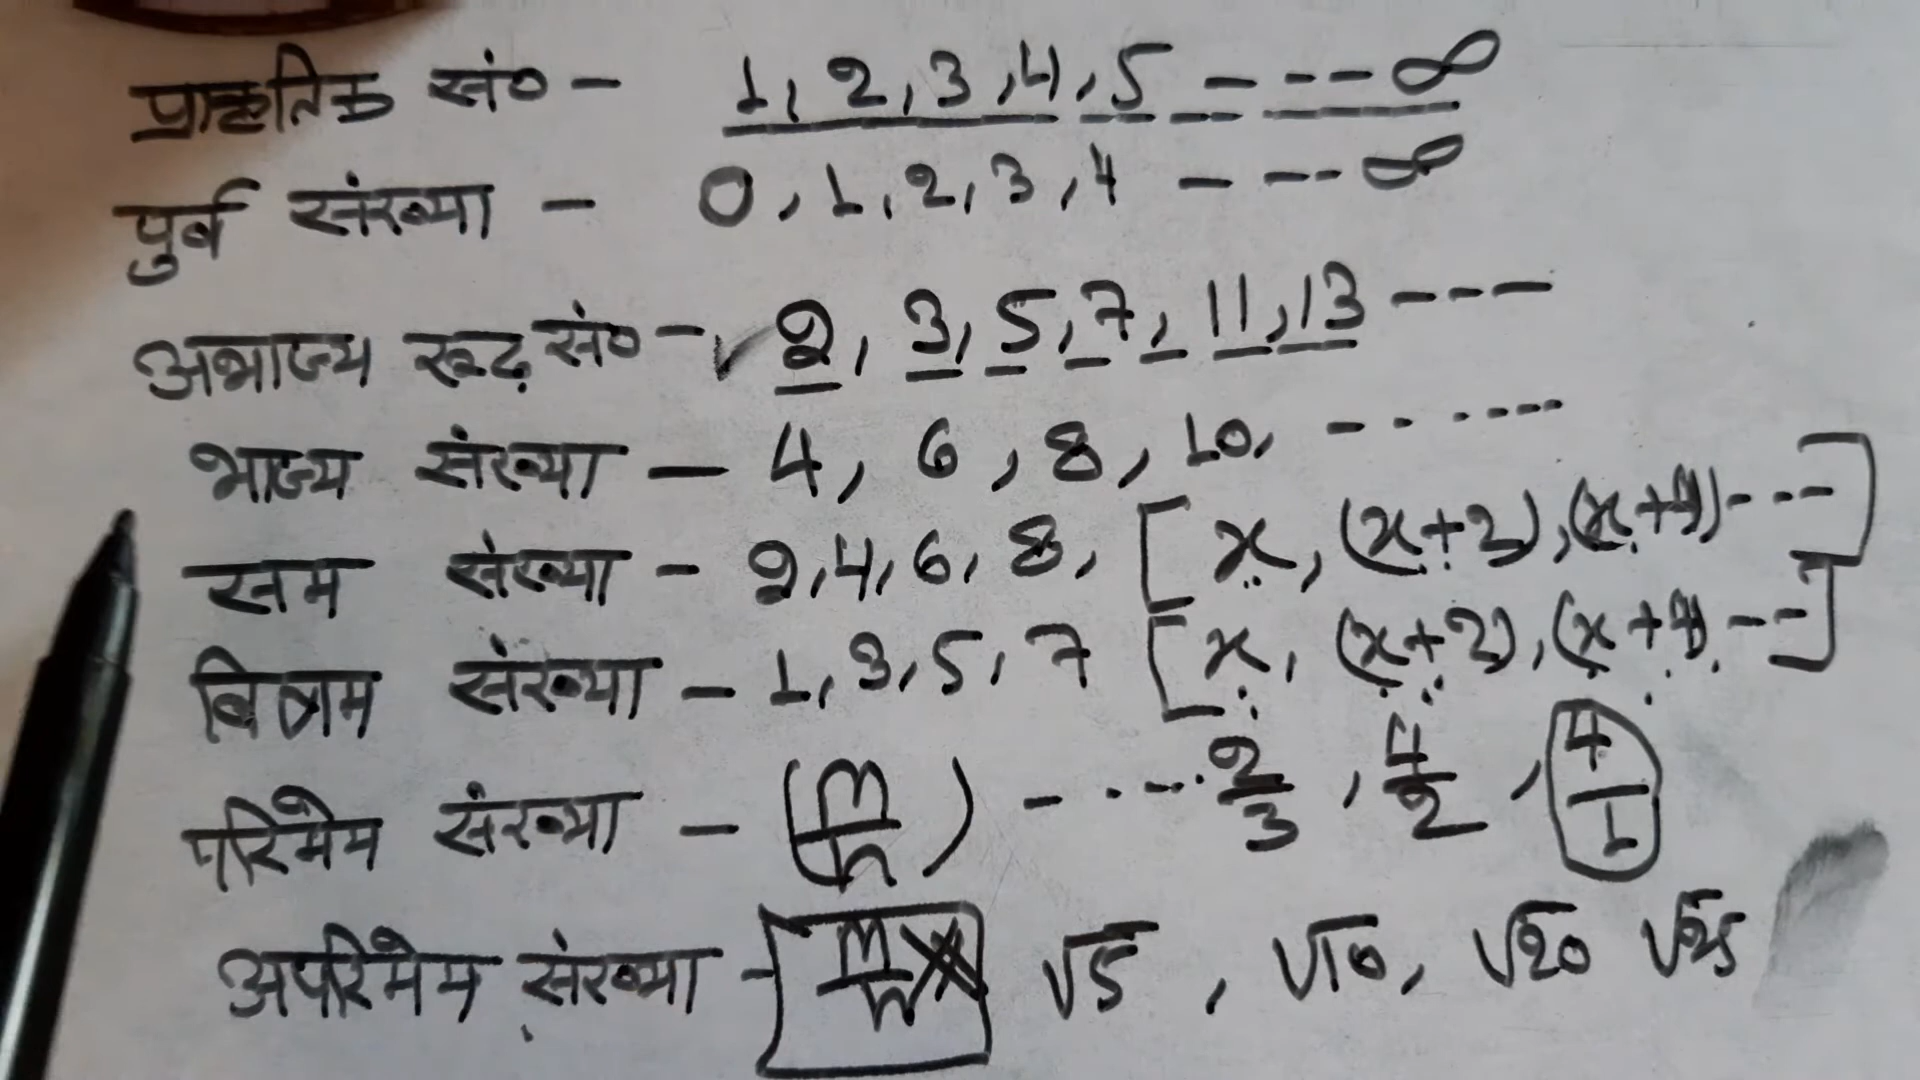 प्राकृतिक सं० - 1, 2, 3, 4, 5 - - - - ∞
पुर्व संख्या - 0, 1, 2, 3, 4 - - - - ∞
अभाज्य रूढ़ सं० - ✓ 2, 3, 5, 7, 11, 13 - - -
भाज्य संख्या - 4, 6, 8, 10, - - - - - -
सम संख्या - 2, 4, 6, 8, [x, (x+2), (x+4) - - - ]
विषम संख्या - 1, 3, 5, 7 [x, (x+2), (x+4) - - ]
परिमेय संख्या - (m/n) - - - - - 2/3, 4/2, 4/1
अपरिमेय संख्या - m/n X √5, √10, √20 √25